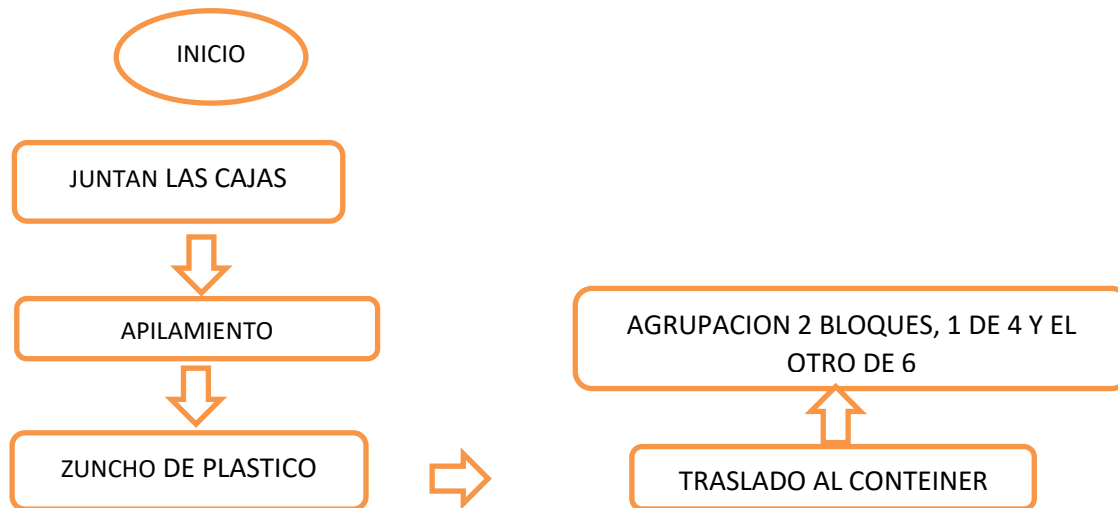 INICIO
JUNTAN LAS CAJAS
APILAMIENTO
ZUNCHO DE PLASTICO
TRASLADO AL CONTEINER
AGRUPACION 2 BLOQUES, 1 DE 4 Y EL
OTRO DE 6